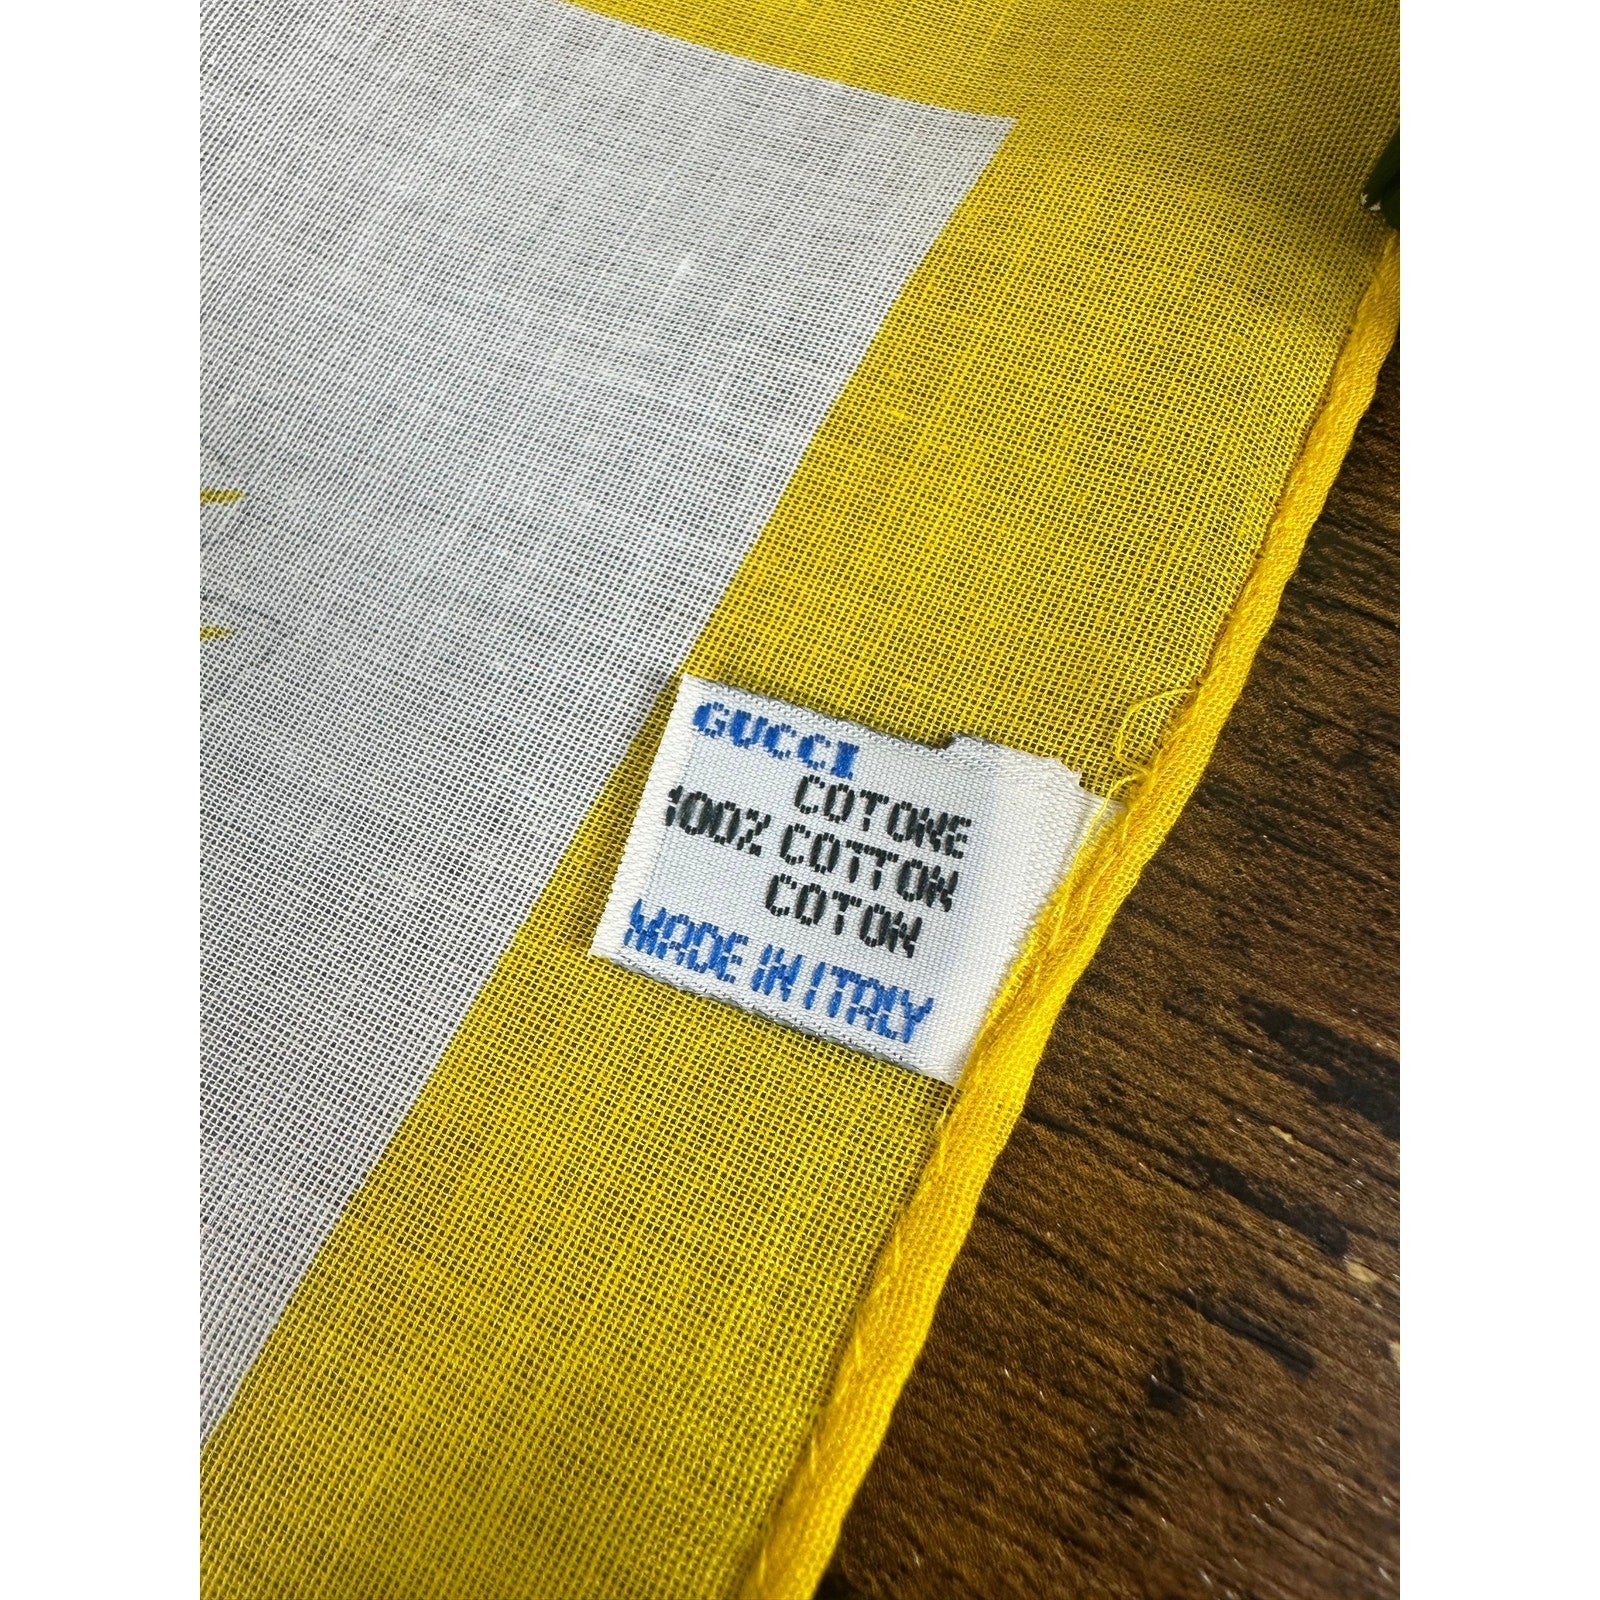 GUCCI
COTONE
100% COTTON
COTON
MADE IN ITALY